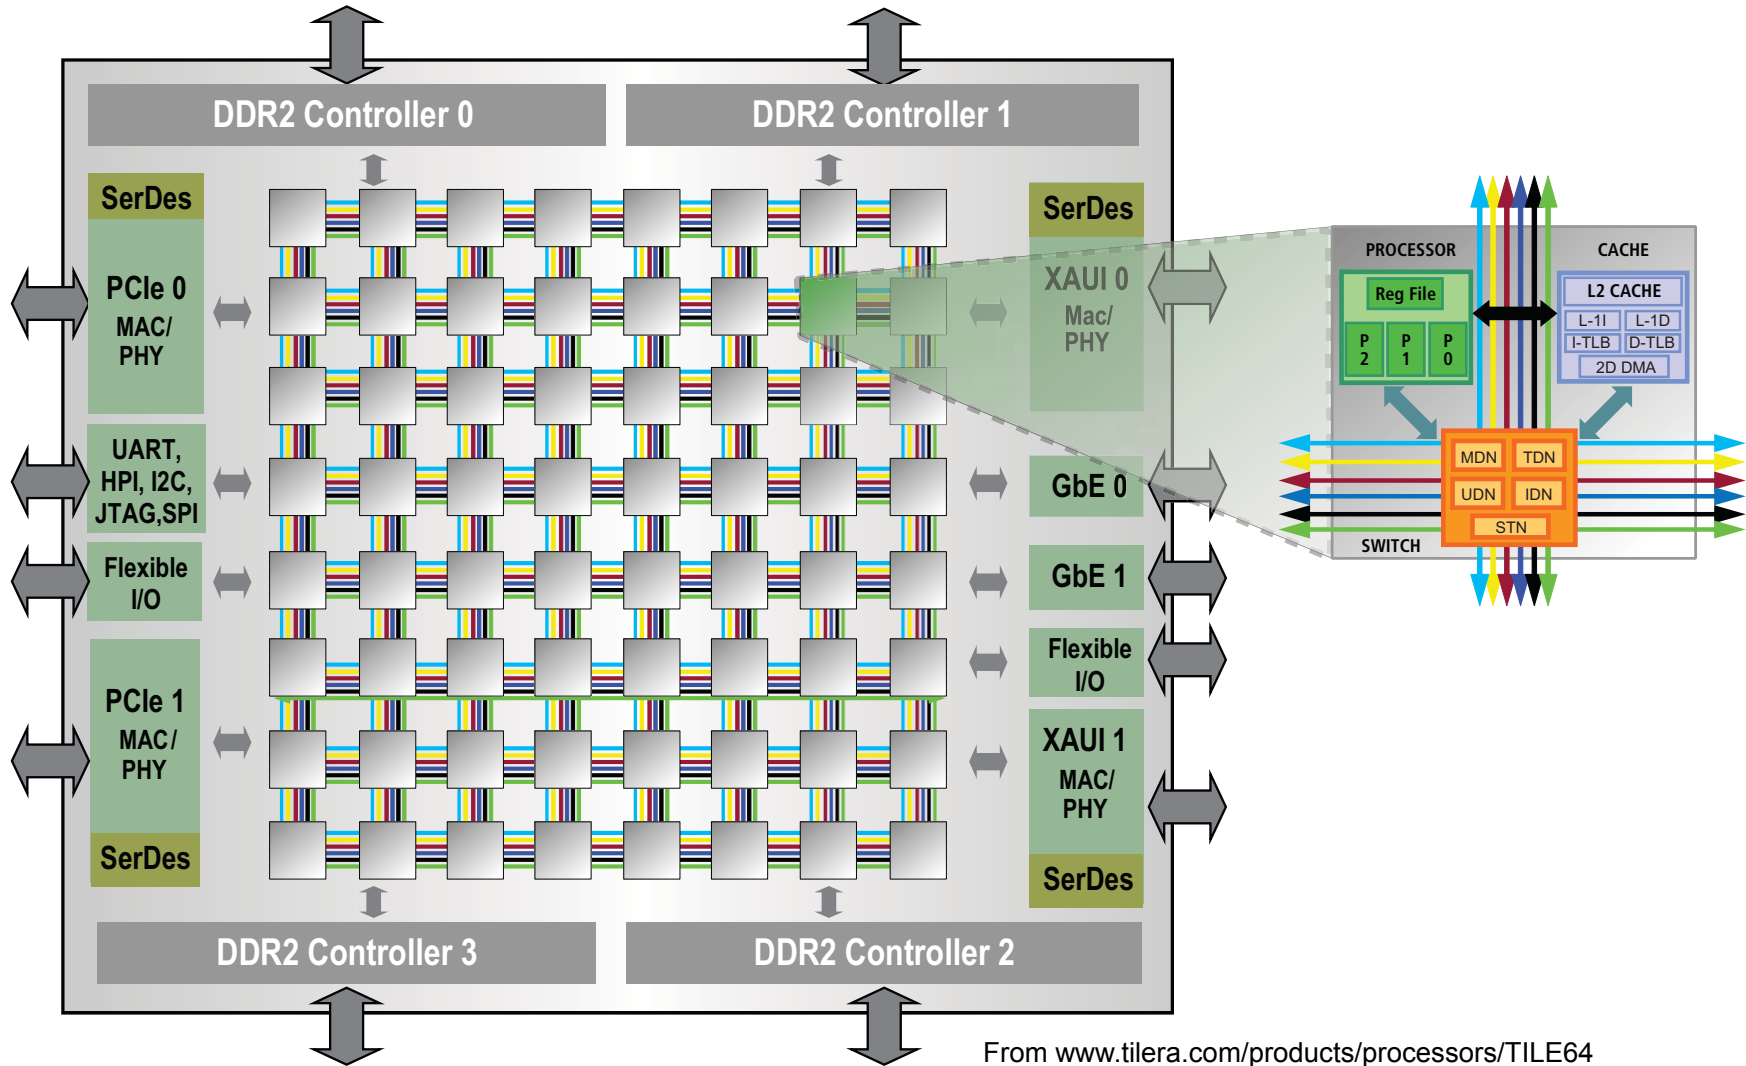 DDR2 Controller 0
DDR2 Controller 1
SerDes
PCIe 0
MAC/
PHY
UART,
HPI, I2C,
JTAG,SPI
Flexible
I/O
PCIe 1
MAC/
PHY
SerDes
SerDes
XAUI 0
Mac/
PHY
GbE 0
GbE 1
Flexible
I/O
XAUI 1
MAC/
PHY
SerDes
DDR2 Controller 3
DDR2 Controller 2
PROCESSOR
CACHE
Reg File
P
2
P
1
P
0
L2 CACHE
L-1I
L-1D
I-TLB
D-TLB
2D DMA
MDN
TDN
UDN
IDN
STN
SWITCH
From www.tilera.com/products/processors/TILE64